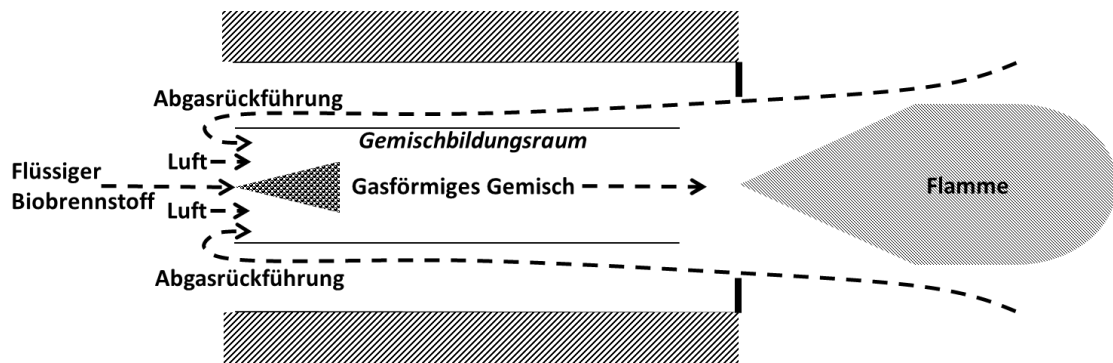 Abgasrückführung
Gemischbildungsraum
Luft
Flüssiger
Biobrennstoff
Gasförmiges Gemisch
Flamme
Luft
Abgasrückführung